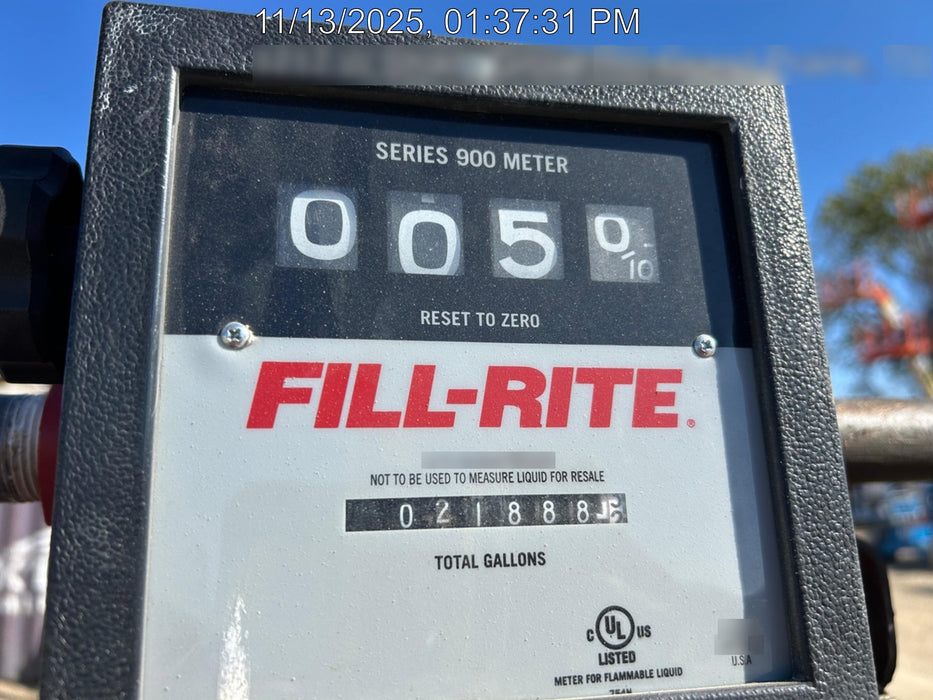 11/13/2025, 01:37:31 PM
SERIES 900 METER
0 0 5 0/10
RESET TO ZERO
FILL-RITE®
NOT TO BE USED TO MEASURE LIQUID FOR RESALE
0 2 1 8 8 8
TOTAL GALLONS
C UL US
LISTED
U.S.A
METER FOR FLAMMABLE LIQUID